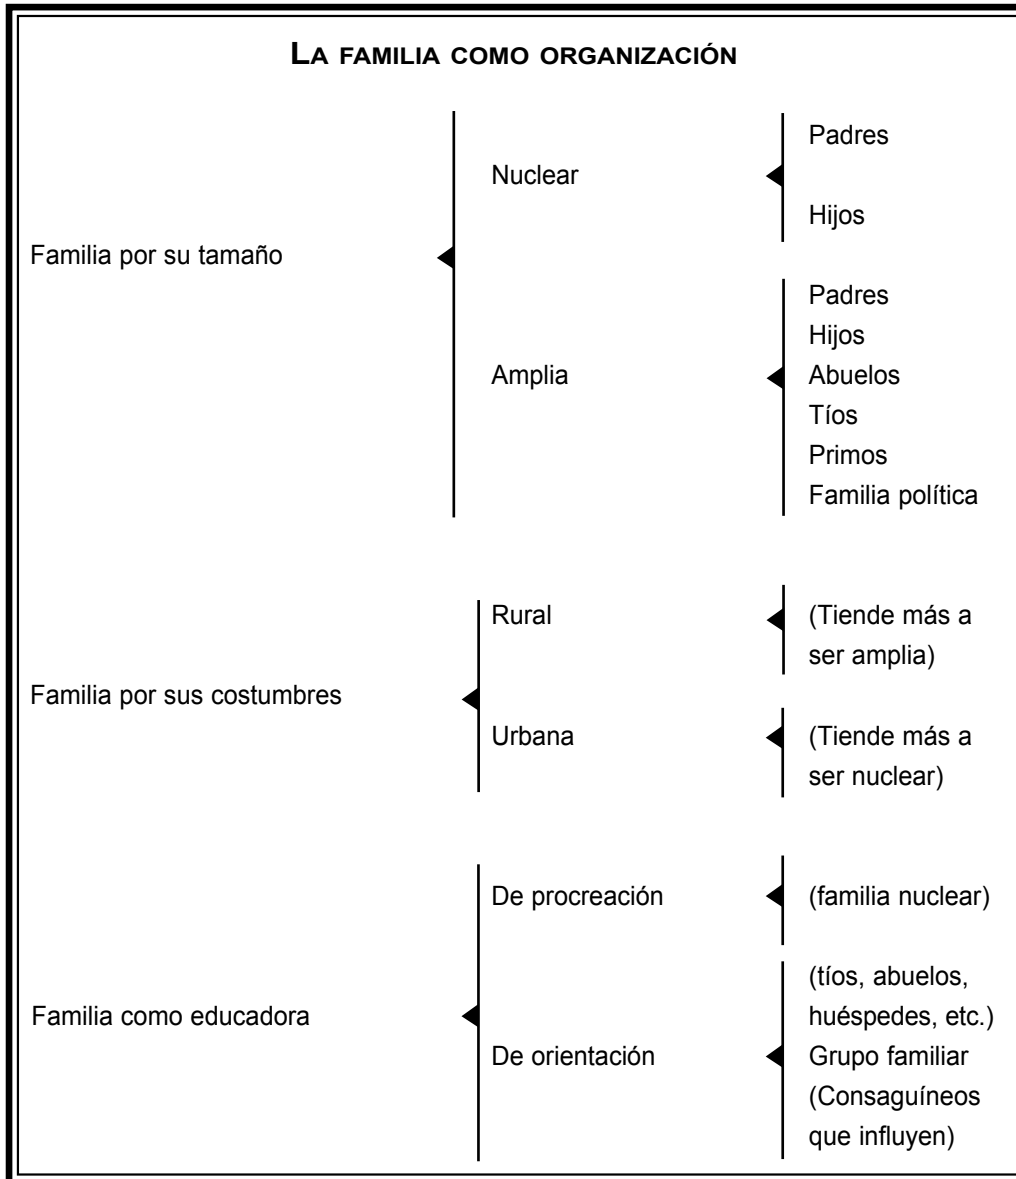 LA FAMILIA COMO ORGANIZACIÓN
Familia por su tamaño
Nuclear
Padres
Hijos
Amplia
Padres
Hijos
Abuelos
Tíos
Primos
Familia política
Familia por sus costumbres
Rural
(Tiende más a
ser amplia)
Urbana
(Tiende más a
ser nuclear)
Familia como educadora
De procreación
(familia nuclear)
De orientación
(tíos, abuelos,
huéspedes, etc.)
Grupo familiar
(Consaguíneos
que influyen)